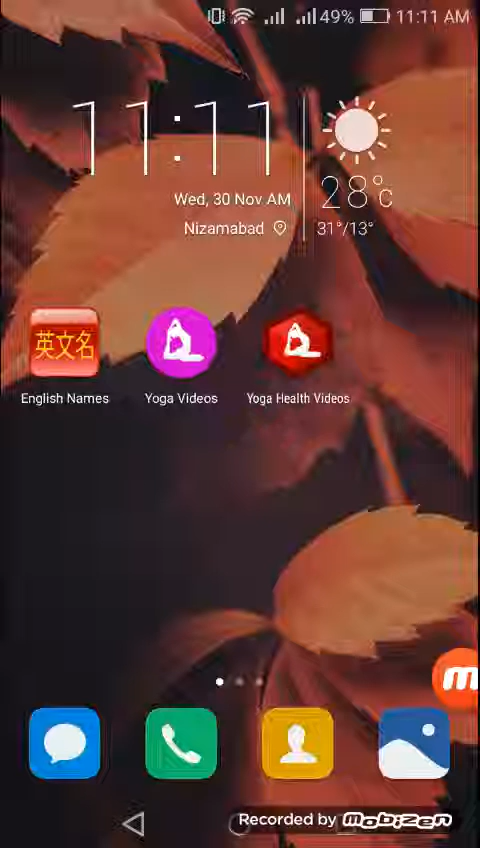 49% 11:11 AM
11:11
Wed, 30 Nov AM
Nizamabad
28°c
31°/13°
英文名
English Names
Yoga Videos
Yoga Health Videos
m
Recorded by Mobizen